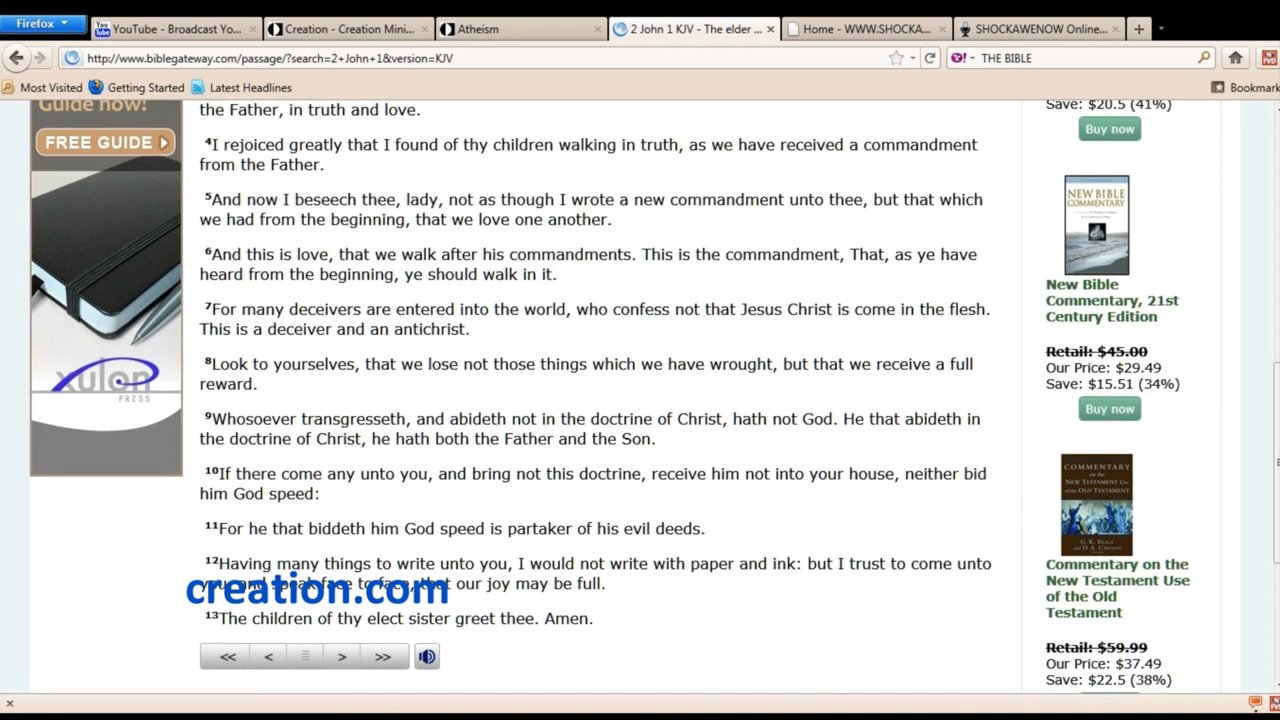 Firefox
YouTube - Broadcast Yo...
Creation - Creation Mini...
Atheism
2 John 1 KJV - The elder ...
Home - WWW.SHOCKA...
SHOCKAWENOW Online...
http://www.biblegateway.com/passage/?search=2+John+1&version=KJV
THE BIBLE
Most Visited
Getting Started
Latest Headlines
Bookmark
Guide now!
FREE GUIDE
xulon
PRESS
the Father, in truth and love.
4I rejoiced greatly that I found of thy children walking in truth, as we have received a commandment
from the Father.
5And now I beseech thee, lady, not as though I wrote a new commandment unto thee, but that which
we had from the beginning, that we love one another.
6And this is love, that we walk after his commandments. This is the commandment, That, as ye have
heard from the beginning, ye should walk in it.
7For many deceivers are entered into the world, who confess not that Jesus Christ is come in the flesh.
This is a deceiver and an antichrist.
8Look to yourselves, that we lose not those things which we have wrought, but that we receive a full
reward.
9Whosoever transgresseth, and abideth not in the doctrine of Christ, hath not God. He that abideth in
the doctrine of Christ, he hath both the Father and the Son.
10If there come any unto you, and bring not this doctrine, receive him not into your house, neither bid
him God speed:
11For he that biddeth him God speed is partaker of his evil deeds.
12Having many things to write unto you, I would not write with paper and ink: but I trust to come unto
you, and speak face to face, that our joy may be full.
creation.com
13The children of thy elect sister greet thee. Amen.
<< < > >>
Save: $20.5 (41%)
Buy now
NEW BIBLE
COMMENTARY
New Bible
Commentary, 21st
Century Edition
Retail: $45.00
Our Price: $29.49
Save: $15.51 (34%)
Buy now
COMMENTARY
on the
NEW TESTAMENT USE
of the OLD
TESTAMENT
G. K. BEALE
and D. A. CARSON
Commentary on the
New Testament Use
of the Old
Testament
Retail: $59.99
Our Price: $37.49
Save: $22.5 (38%)